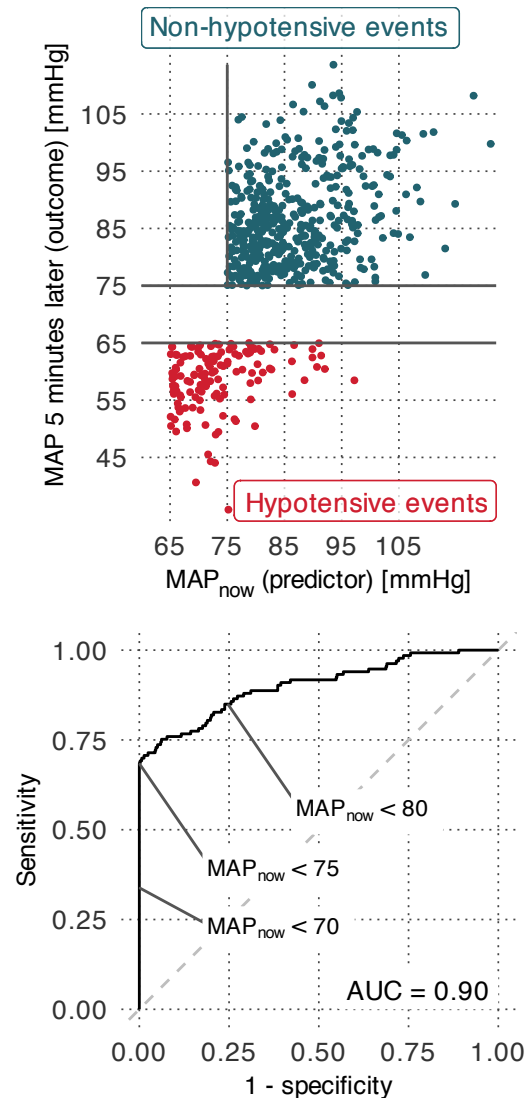 Non-hypotensive events
MAP 5 minutes later (outcome) [mmHg]
105
95
85
75
65
55
45
Hypotensive events
65 75 85 95 105
MAPnow (predictor) [mmHg]
Sensitivity
1.00
0.75
0.50
0.25
0.00
MAPnow < 80
MAPnow < 75
MAPnow < 70
AUC = 0.90
0.00 0.25 0.50 0.75 1.00
1 - specificity